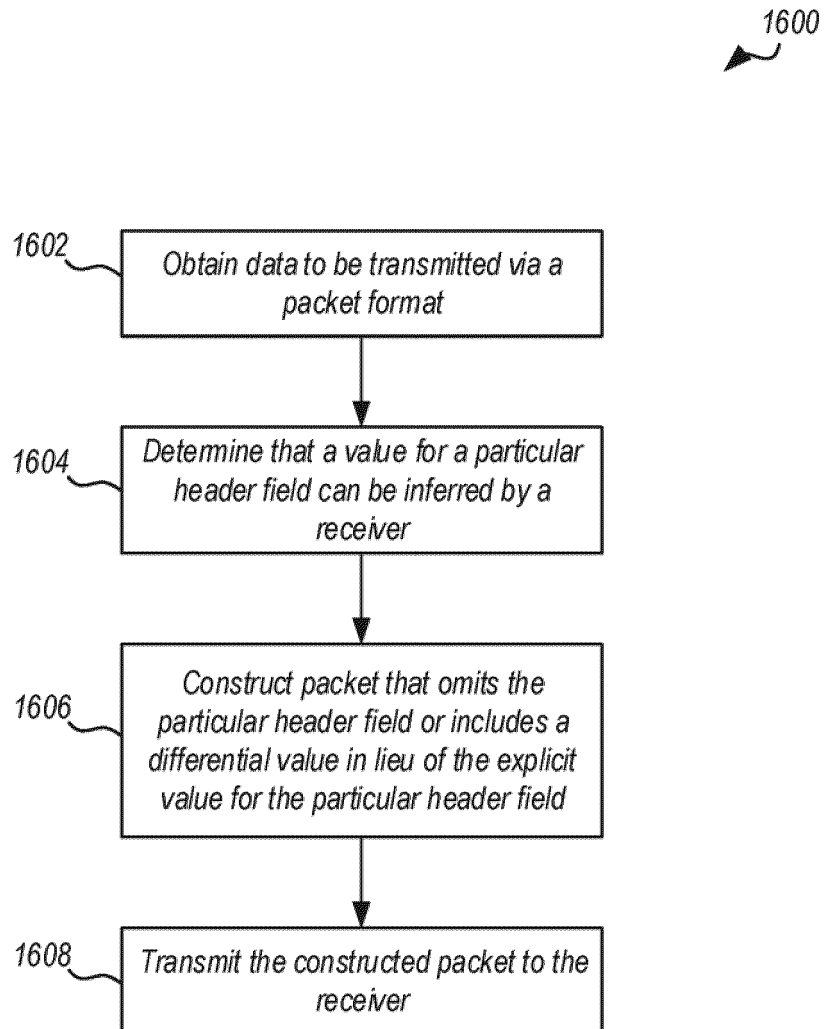 1600
1602
Obtain data to be transmitted via a
packet format
1604
Determine that a value for a particular
header field can be inferred by a
receiver
1606
Construct packet that omits the
particular header field or includes a
differential value in lieu of the explicit
value for the particular header field
1608
Transmit the constructed packet to the
receiver